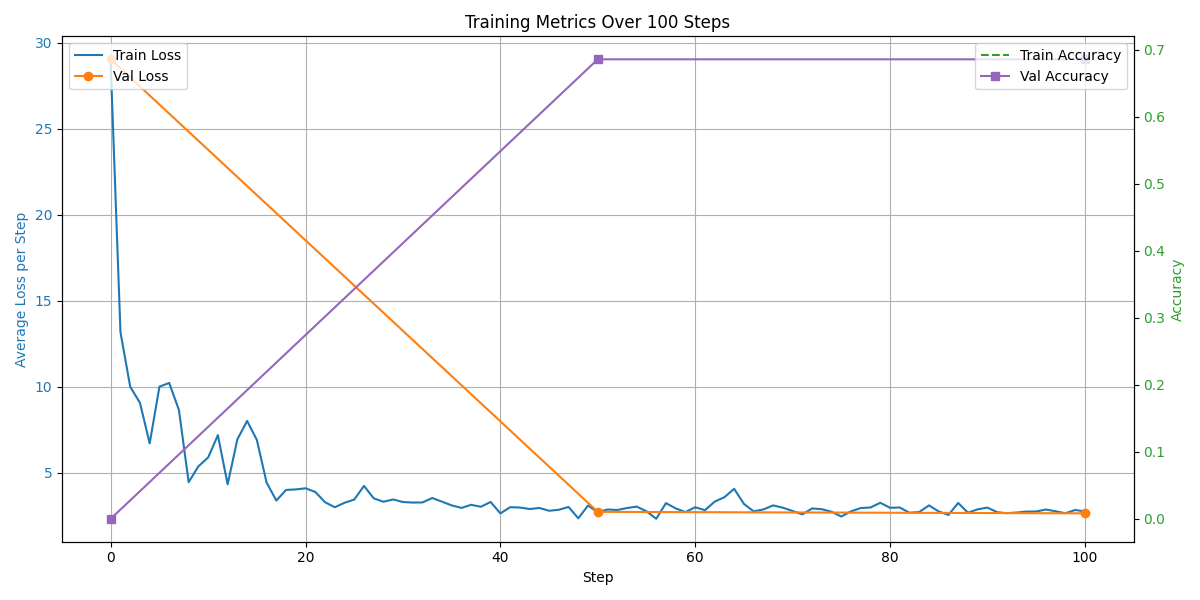 Training Metrics Over 100 Steps
Train Loss
Val Loss
Train Accuracy
Val Accuracy
30
25
20
15
10
5
Average Loss per Step
0.7
0.6
0.5
0.4
0.3
0.2
0.1
0.0
Accuracy
0 20 40 60 80 100
Step